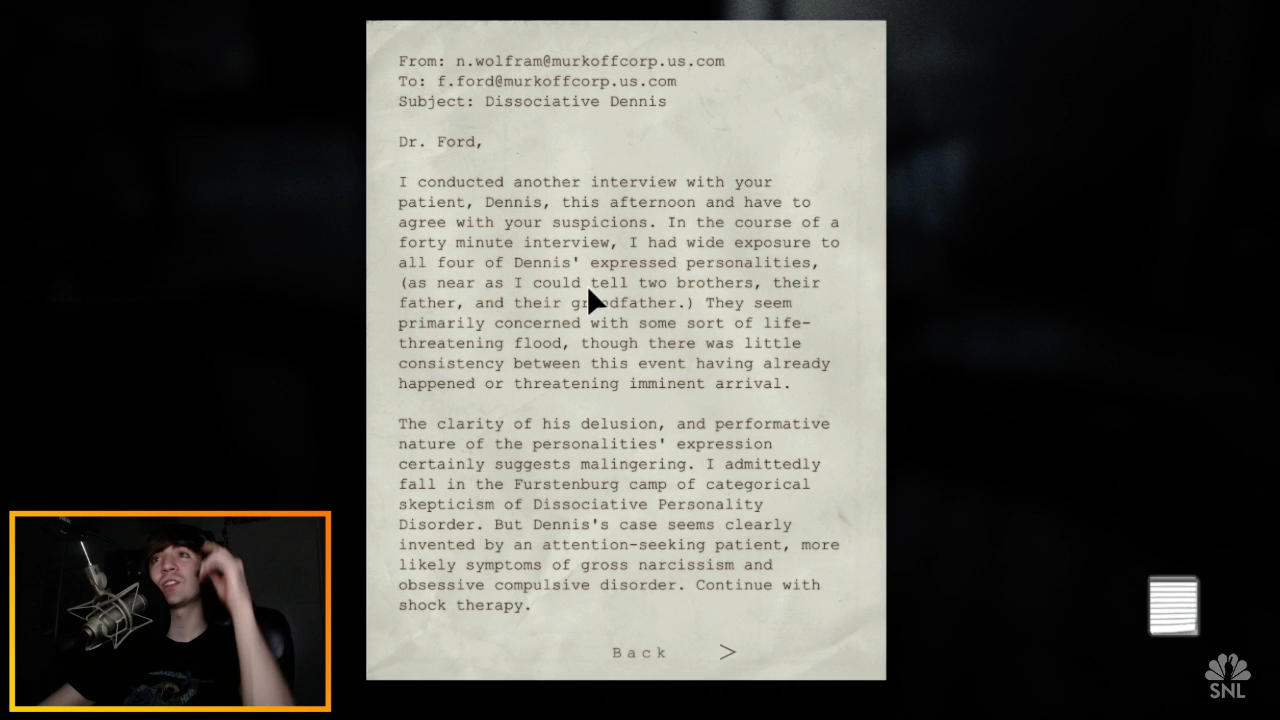 From: n.wolfram@murkoffcorp.us.com
To: f.ford@murkoffcorp.us.com
Subject: Dissociative Dennis
Dr. Ford,
I conducted another interview with your
patient, Dennis, this afternoon and have to
agree with your suspicions. In the course of a
forty minute interview, I had wide exposure to
all four of Dennis' expressed personalities,
(as near as I could tell two brothers, their
father, and their grandfather.) They seem
primarily concerned with some sort of life-
threatening flood, though there was little
consistency between this event having already
happened or threatening imminent arrival.
The clarity of his delusion, and performative
nature of the personalities' expression
certainly suggests malingering. I admittedly
fall in the Furstenburg camp of categorical
skepticism of Dissociative Personality
Disorder. But Dennis's case seems clearly
invented by an attention-seeking patient, more
likely symptoms of gross narcissism and
obsessive compulsive disorder. Continue with
shock therapy.
Back >
SNL